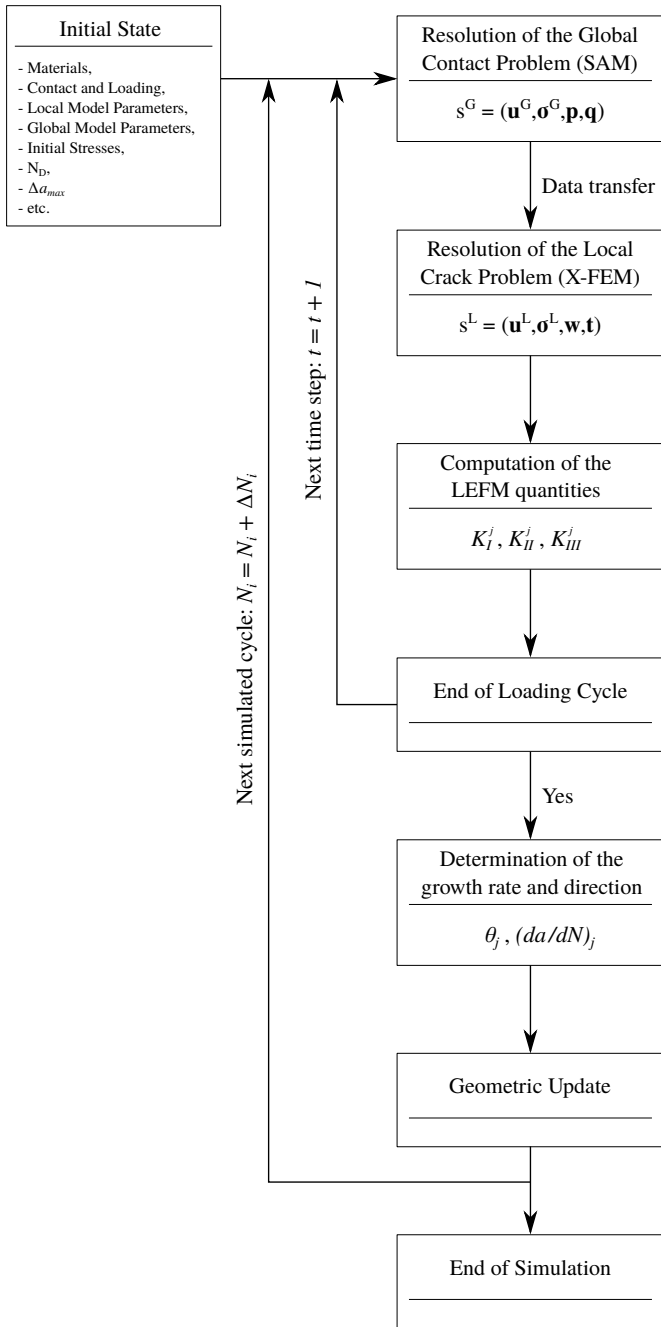 Initial State
- Materials,
- Contact and Loading,
- Local Model Parameters,
- Global Model Parameters,
- Initial Stresses,
- N_D,
- Δa_max
- etc.
Resolution of the Global
Contact Problem (SAM)
s^G = (u^G,σ^G,p,q)
Data transfer
Resolution of the Local
Crack Problem (X-FEM)
s^L = (u^L,σ^L,w,t)
Next time step: t = t + 1
Next simulated cycle: N_i = N_i + ΔN_i
Computation of the
LEFM quantities
K_I^j , K_II^j , K_III^j
End of Loading Cycle
Yes
Determination of the
growth rate and direction
θ_j , (da/dN)_j
Geometric Update
End of Simulation